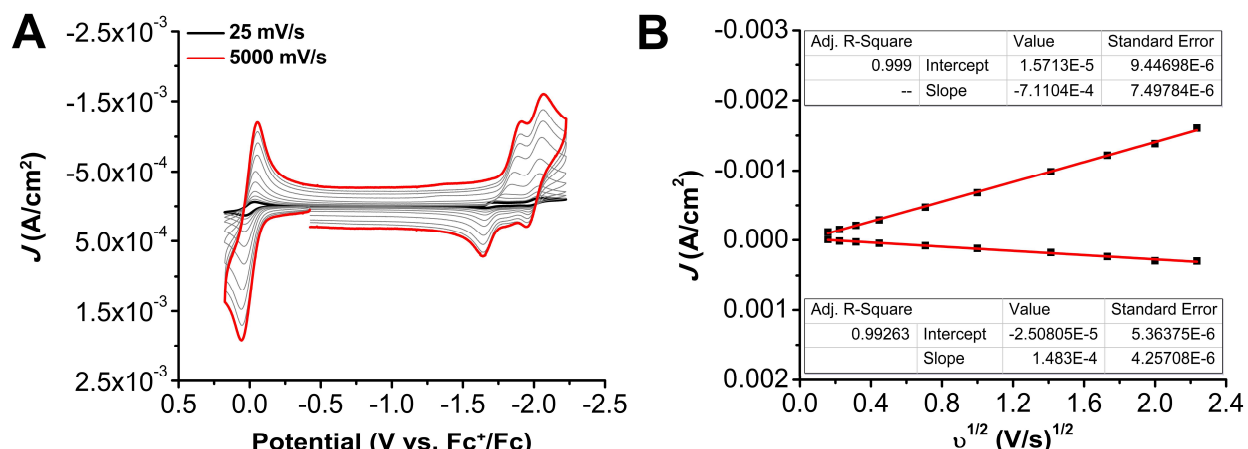 A
25 mV/s
5000 mV/s
J (A/cm²)
-2.5x10⁻³
-1.5x10⁻³
-5.0x10⁻⁴
5.0x10⁻⁴
1.5x10⁻³
2.5x10⁻³
0.5 0.0 -0.5 -1.0 -1.5 -2.0 -2.5
Potential (V vs. Fc⁺/Fc)
B
J (A/cm²)
-0.003
-0.002
-0.001
0.000
0.001
0.002
Adj. R-Square Value Standard Error
0.999 Intercept 1.5713E-5 9.44698E-6
-- Slope -7.1104E-4 7.49784E-6
Adj. R-Square Value Standard Error
0.99263 Intercept -2.50805E-5 5.36375E-6
Slope 1.483E-4 4.25708E-6
0.0 0.4 0.8 1.2 1.6 2.0 2.4
υ¹ᐟ² (V/s)¹ᐟ²